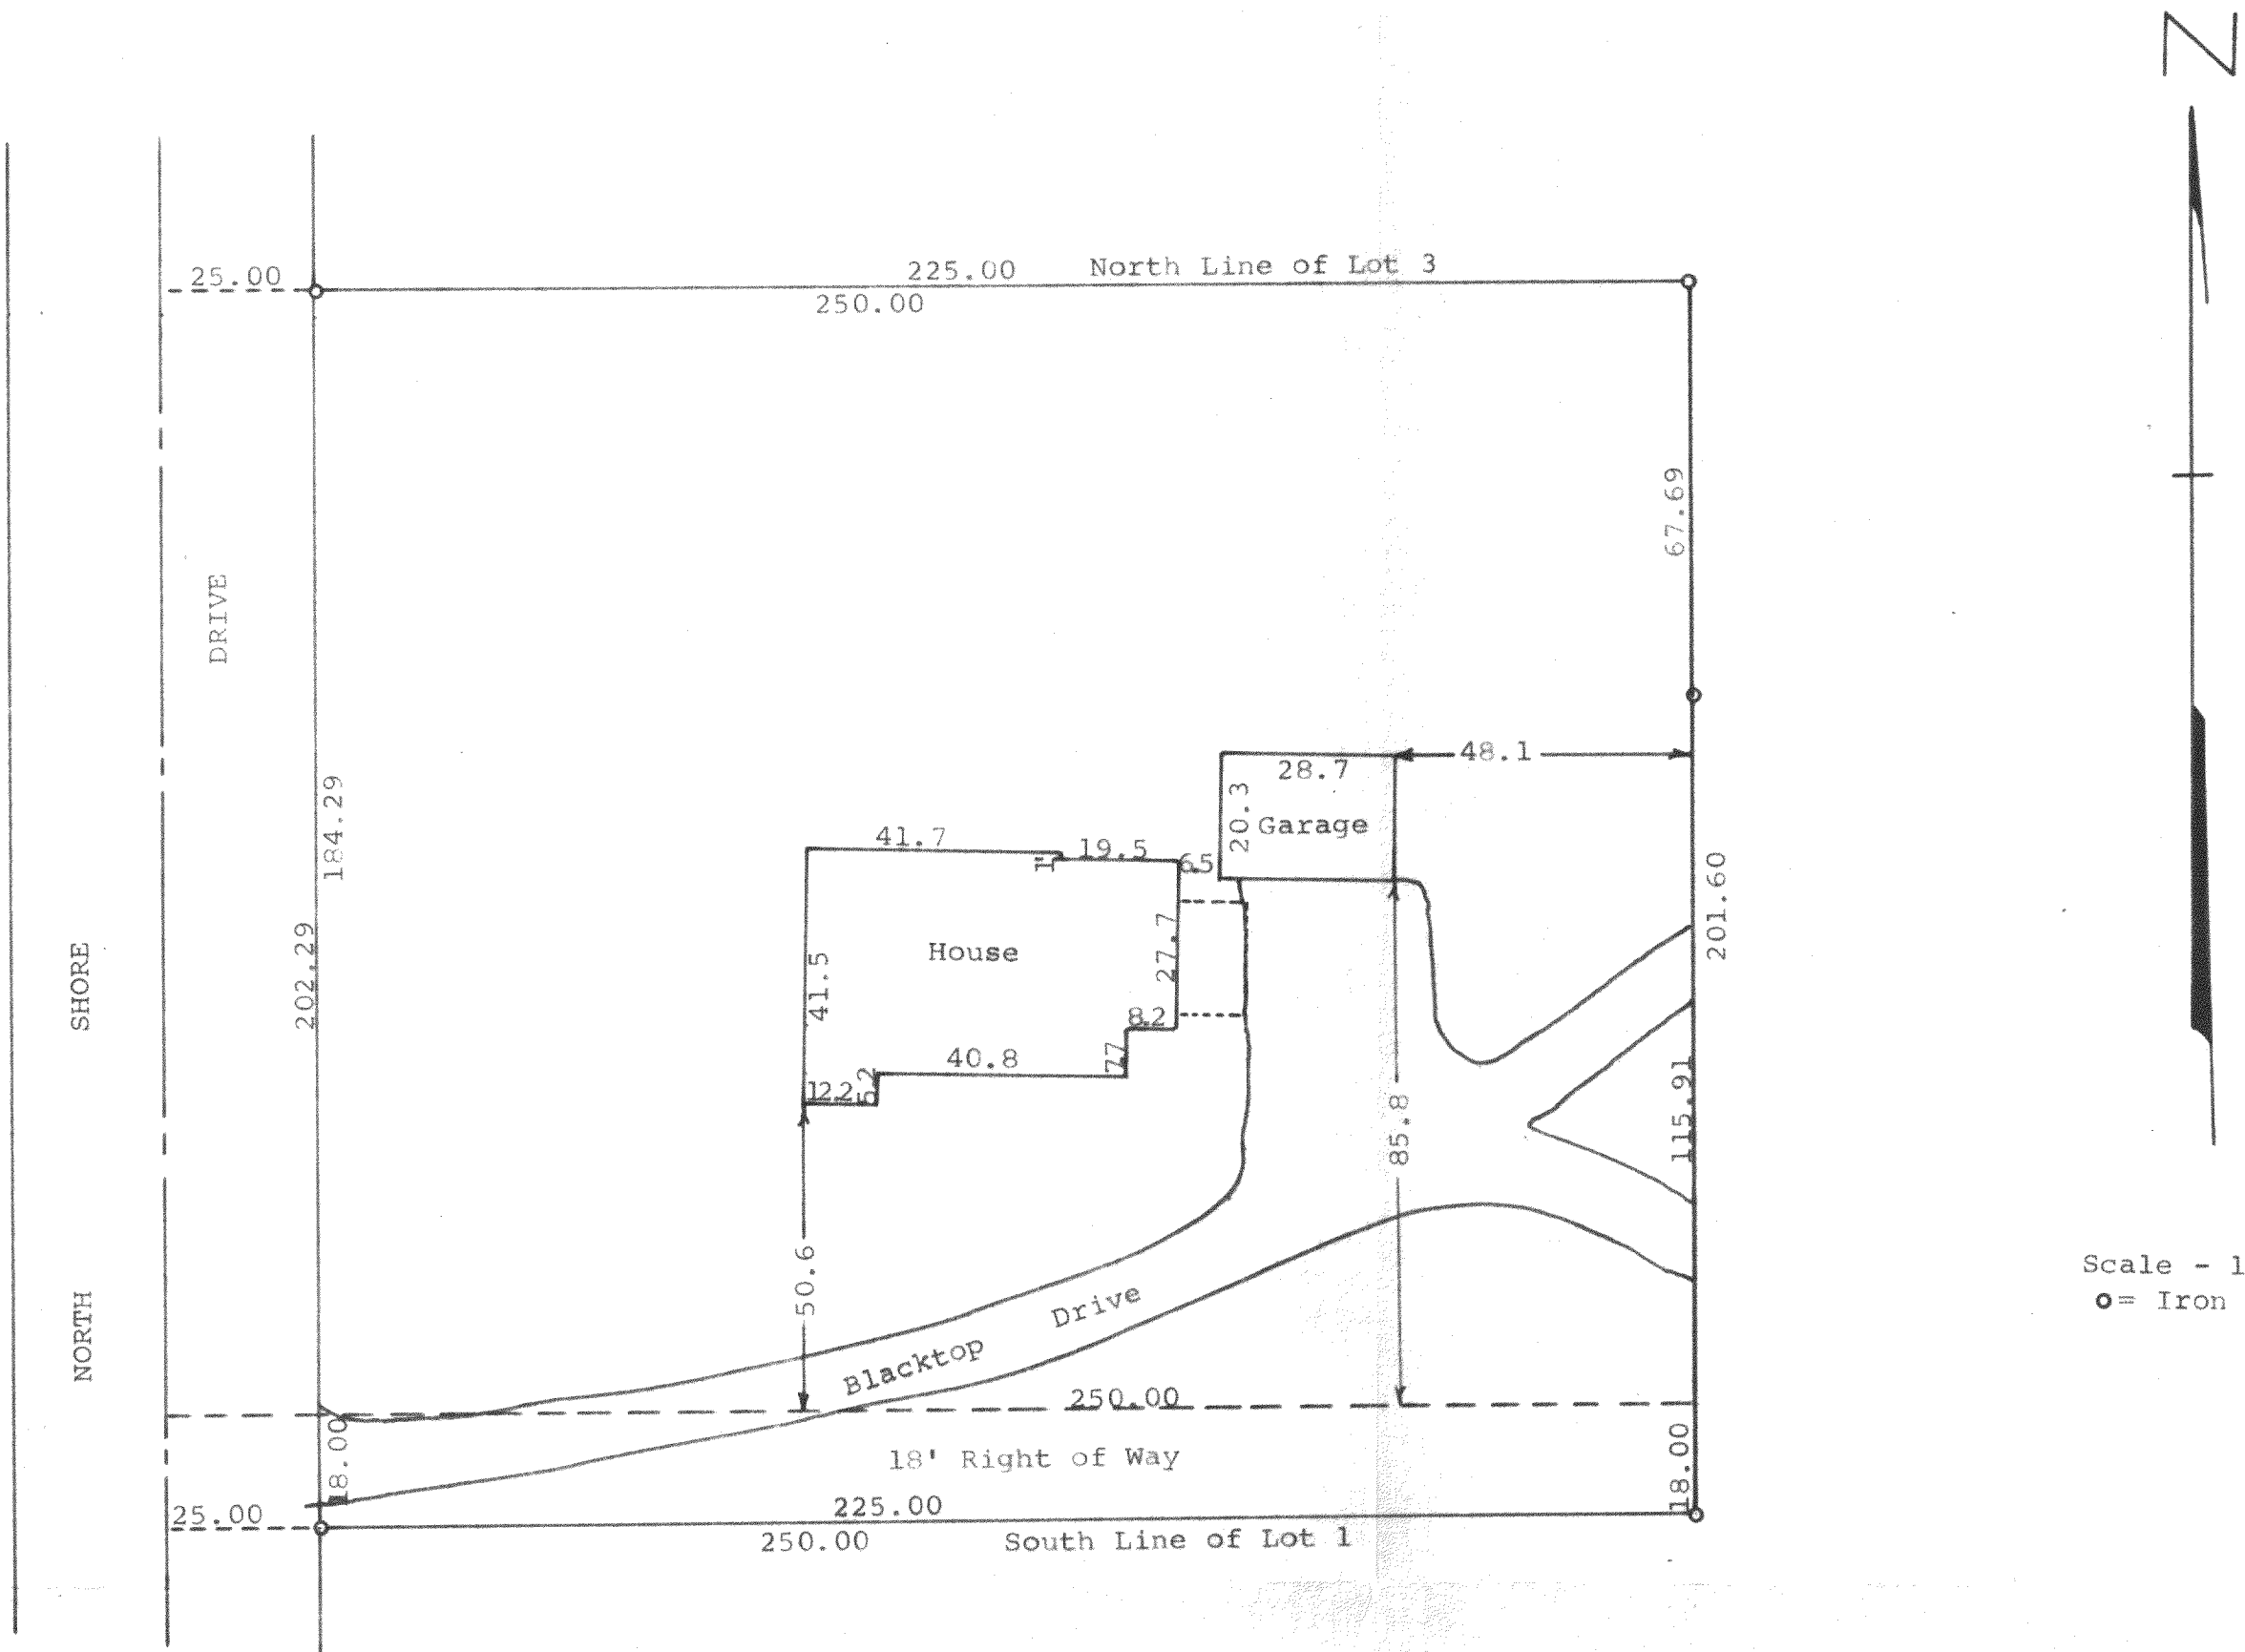 N
25.00
225.00 North Line of Lot 3
250.00
67.69
DRIVE
48.1
28.7
20.3
Garage
184.29
41.7
19.5
6.5
201.60
202.29
SHORE
House
27.7
41.5
8.2
7.7
40.8
12.2
115.91
85.8
50.6
NORTH
Scale - 1
o= Iron
Blacktop Drive
250.00
18.00
18' Right of Way
18.00
25.00
225.00
250.00 South Line of Lot 1